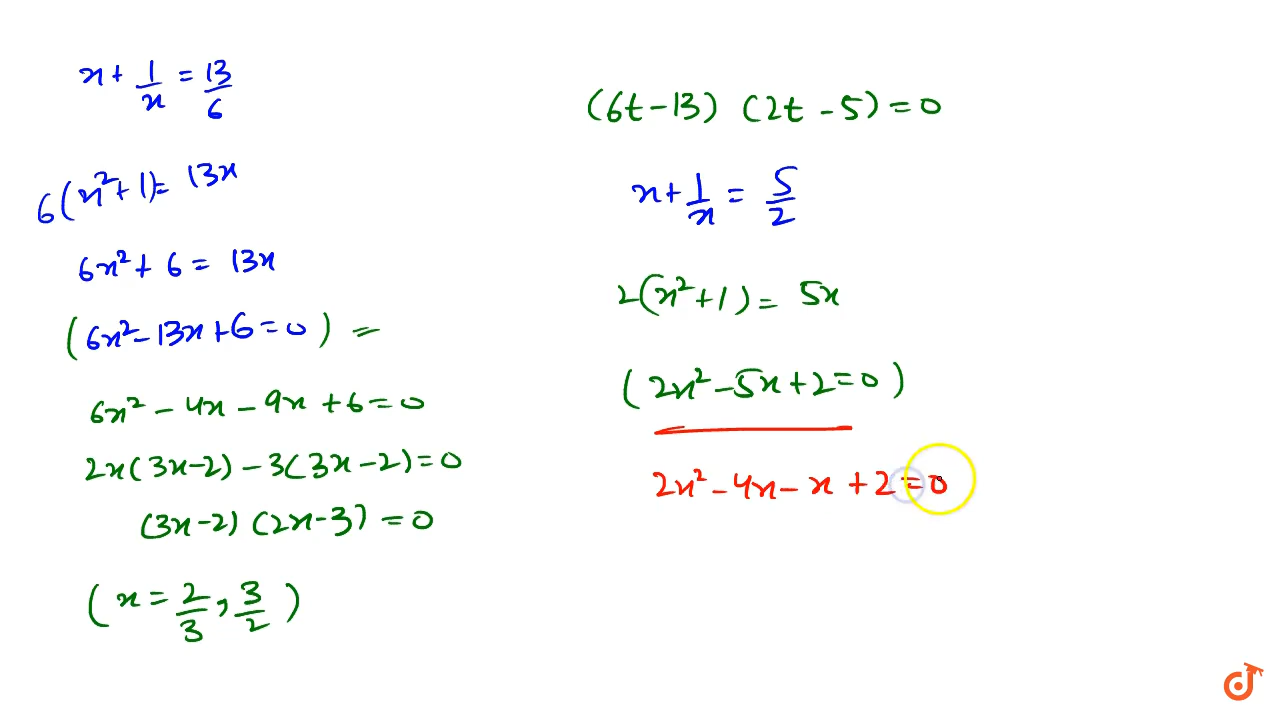 x + 1/x = 13/6
6(x² + 1) = 13x
6x² + 6 = 13x
(6x² - 13x + 6 = 0) =
6x² - 4x - 9x + 6 = 0
2x(3x-2) - 3(3x-2) = 0
(3x-2) (2x-3) = 0
(x = 2/3, 3/2)
(6t - 13) (2t - 5) = 0
x + 1/x = 5/2
2(x² + 1) = 5x
(2x² - 5x + 2 = 0)
2x² - 4x - x + 2 = 0